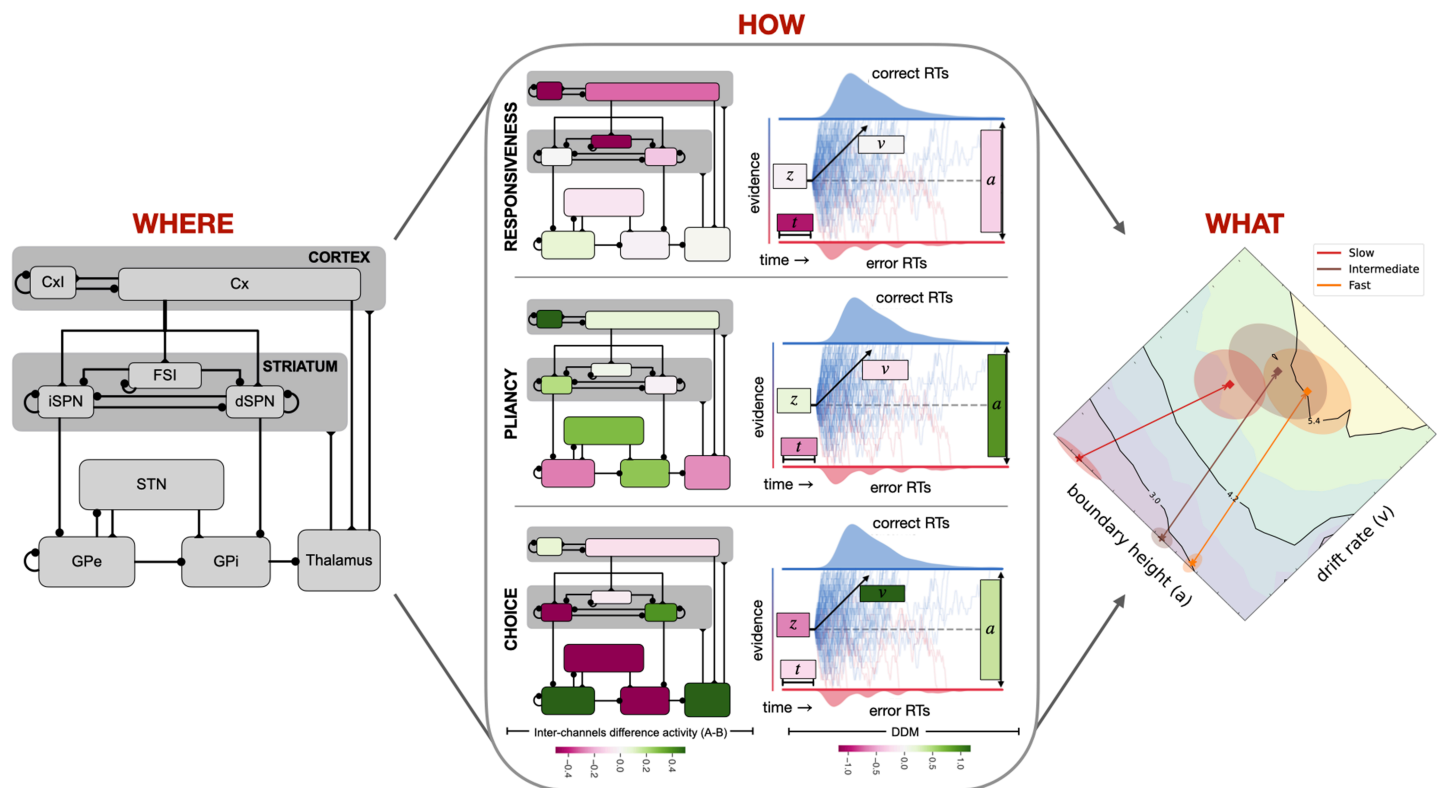 HOW
WHERE
CORTEX
CxI
Cx
STRIATUM
FSI
iSPN
dSPN
STN
GPe
GPi
Thalamus
RESPONSIVENESS
correct RTs
evidence
z
v
a
t
time →
error RTs
PLIANCY
correct RTs
evidence
z
v
a
t
time →
error RTs
CHOICE
correct RTs
evidence
z
v
a
t
time →
error RTs
Inter-channels difference activity (A-B)
-0.4
-0.2
-0.0
0.2
0.4
DDM
-1.0
-0.5
-0.0
0.5
1.0
WHAT
Slow
Intermediate
Fast
5.4
4.2
3.0
boundary height (a)
drift rate (v)